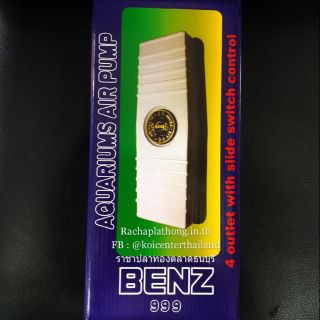 AQUARIUMS AIR PUMP
4 outlet with slide switch control
Rachaplathong.in.th
FB : @koicenterthailand
ราชาปลาทองตลาดธนบุรี
BENZ
999